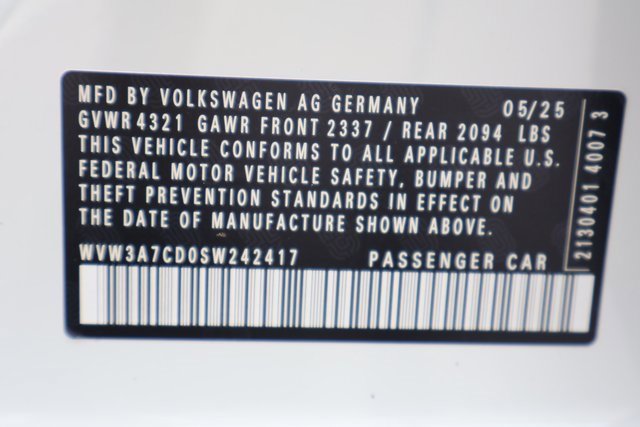 MFD BY VOLKSWAGEN AG GERMANY 05/25
GVWR 4321 GAWR FRONT 2337 / REAR 2094 LBS
THIS VEHICLE CONFORMS TO ALL APPLICABLE U.S.
FEDERAL MOTOR VEHICLE SAFETY, BUMPER AND
THEFT PREVENTION STANDARDS IN EFFECT ON
THE DATE OF MANUFACTURE SHOWN ABOVE.
WVW3A7CD0SW242417 PASSENGER CAR
2130401 4007 3